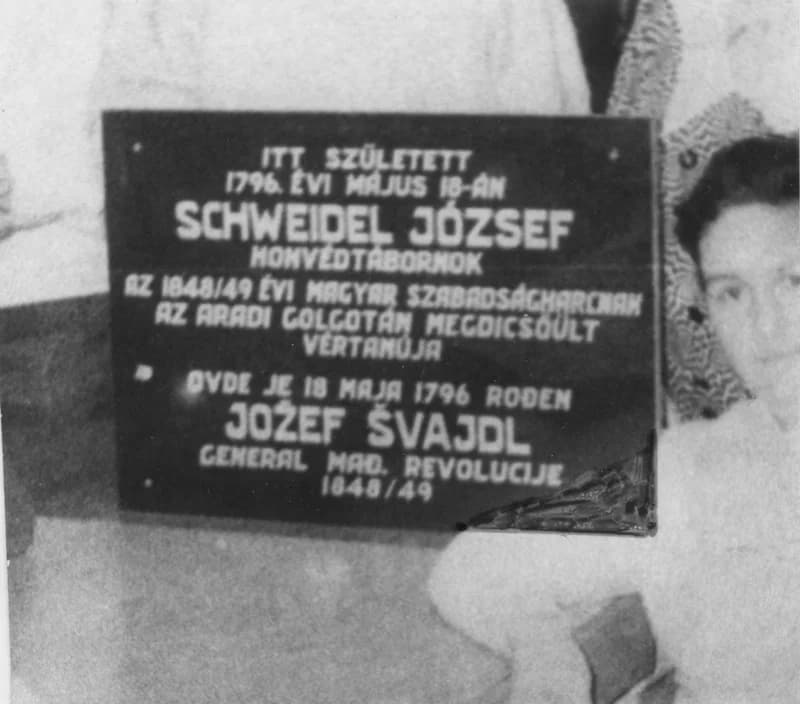 ITT SZÜLETETT
1796. ÉVI MÁJUS 18-ÁN
SCHWEIDEL JÓZSEF
HONVÉDTÁBORNOK
AZ 1848/49 ÉVI MAGYAR SZABADSÁGHARCNAK
AZ ARADI GOLGOTÁN MEGDICSŐÜLT
VÉRTANÚJA
OVDE JE 18 MAJA 1796 ROĐEN
JOŽEF ŠVAJDL
GENERAL MAĐ. REVOLUCIJE
1848/49